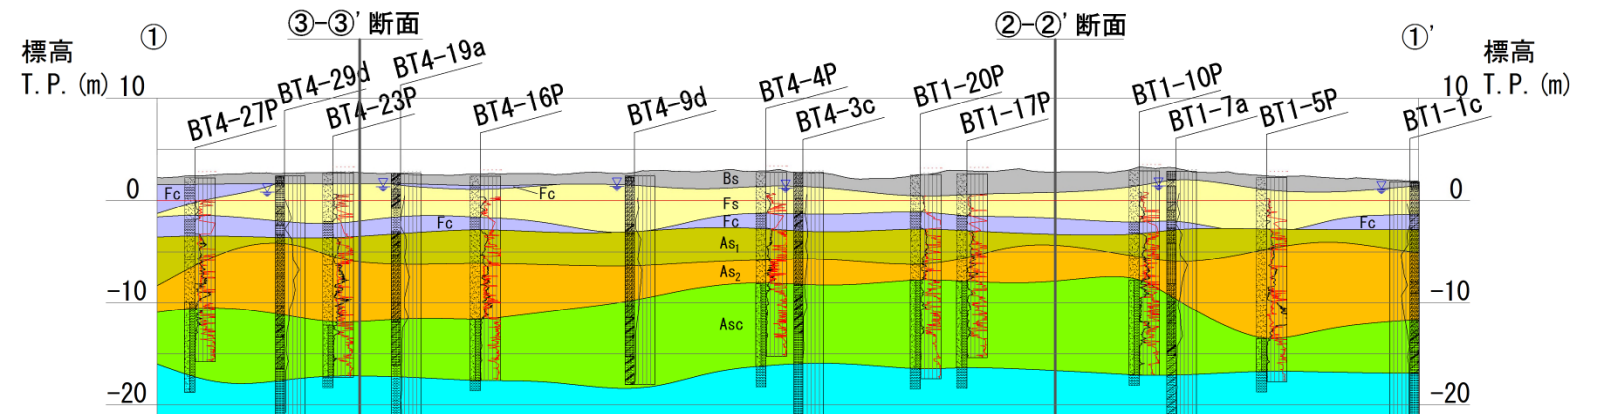 ①
③-③' 断面
②-②' 断面
①'
標高
T.P.(m)
標高
T.P.(m)
10
0
-10
-20
10
0
-10
-20
BT4-27P
BT4-29d
BT4-23P
BT4-19a
BT4-16P
BT4-9d
BT4-4P
BT4-3c
BT1-20P
BT1-17P
BT1-10P
BT1-7a
BT1-5P
BT1-1c
Fc
Fc
Bs
Fs
Fc
Fc
Fc
As₁
As₂
Asc